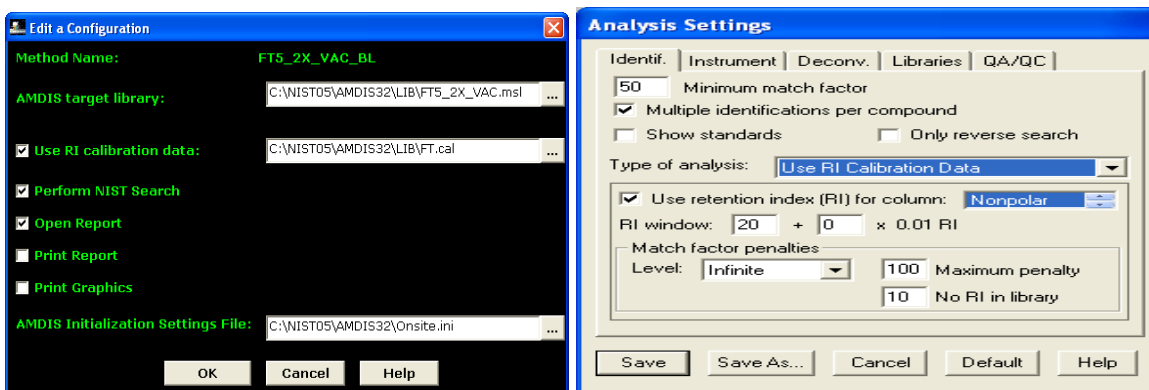 Edit a Configuration
Method Name: FT5_2X_VAC_BL
AMDIS target library: C:\NIST05\AMDIS32\LIB\FT5_2X_VAC.msl ...
Use RI calibration data: C:\NIST05\AMDIS32\LIB\FT.cal ...
Perform NIST Search
Open Report
Print Report
Print Graphics
AMDIS Initialization Settings File: C:\NIST05\AMDIS32\Onsite.ini ...
OK Cancel Help
Analysis Settings
Identif. Instrument Deconv. Libraries QA/QC
50 Minimum match factor
Multiple identifications per compound
Show standards Only reverse search
Type of analysis: Use RI Calibration Data
Use retention index (RI) for column: Nonpolar
RI window: 20 + 0 x 0.01 RI
Match factor penalties
Level: Infinite 100 Maximum penalty
10 No RI in library
Save Save As... Cancel Default Help